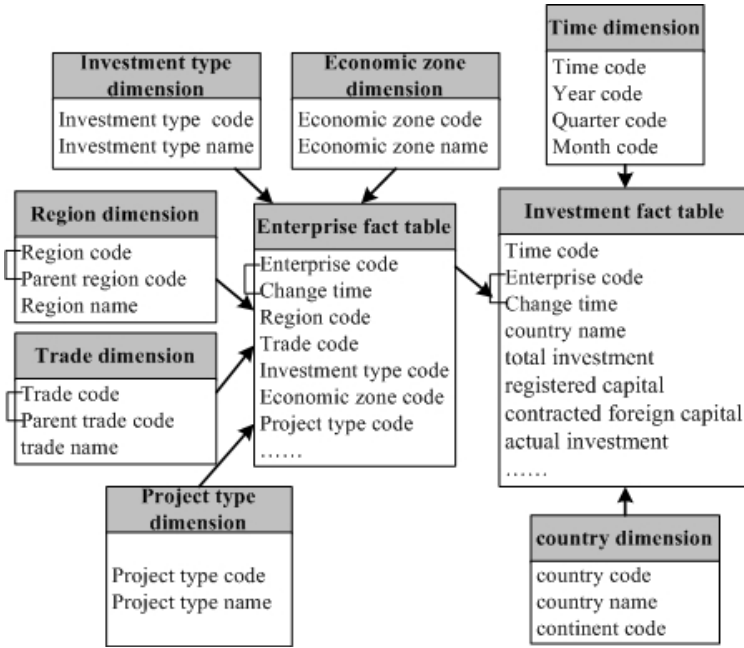 Investment type
dimension
Investment type code
Investment type name
Economic zone
dimension
Economic zone code
Economic zone name
Time dimension
Time code
Year code
Quarter code
Month code
Region dimension
Region code
Parent region code
Region name
Enterprise fact table
Enterprise code
Change time
Region code
Trade code
Investment type code
Economic zone code
Project type code
......
Investment fact table
Time code
Enterprise code
Change time
country name
total investment
registered capital
contracted foreign capital
actual investment
......
Trade dimension
Trade code
Parent trade code
trade name
Project type
dimension
Project type code
Project type name
country dimension
country code
country name
continent code